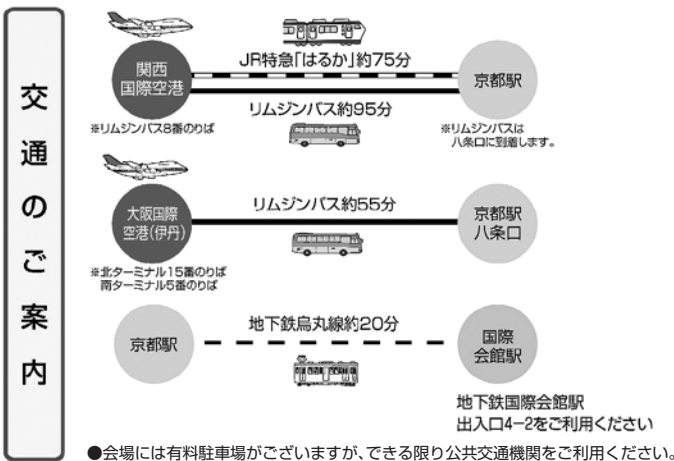 交通のご案内
JR特急「はるか」約75分
関西
国際空港
京都駅
リムジンバス約95分
※リムジンバス8番のりば
※リムジンバスは
八条口に到着します。
リムジンバス約55分
大阪国際
空港(伊丹)
京都駅
八条口
※北ターミナル15番のりば
南ターミナル5番のりば
地下鉄烏丸線約20分
京都駅
国際
会館駅
地下鉄国際会館駅
出入口4−2をご利用ください
●会場には有料駐車場がございますが、できる限り公共交通機関をご利用ください。